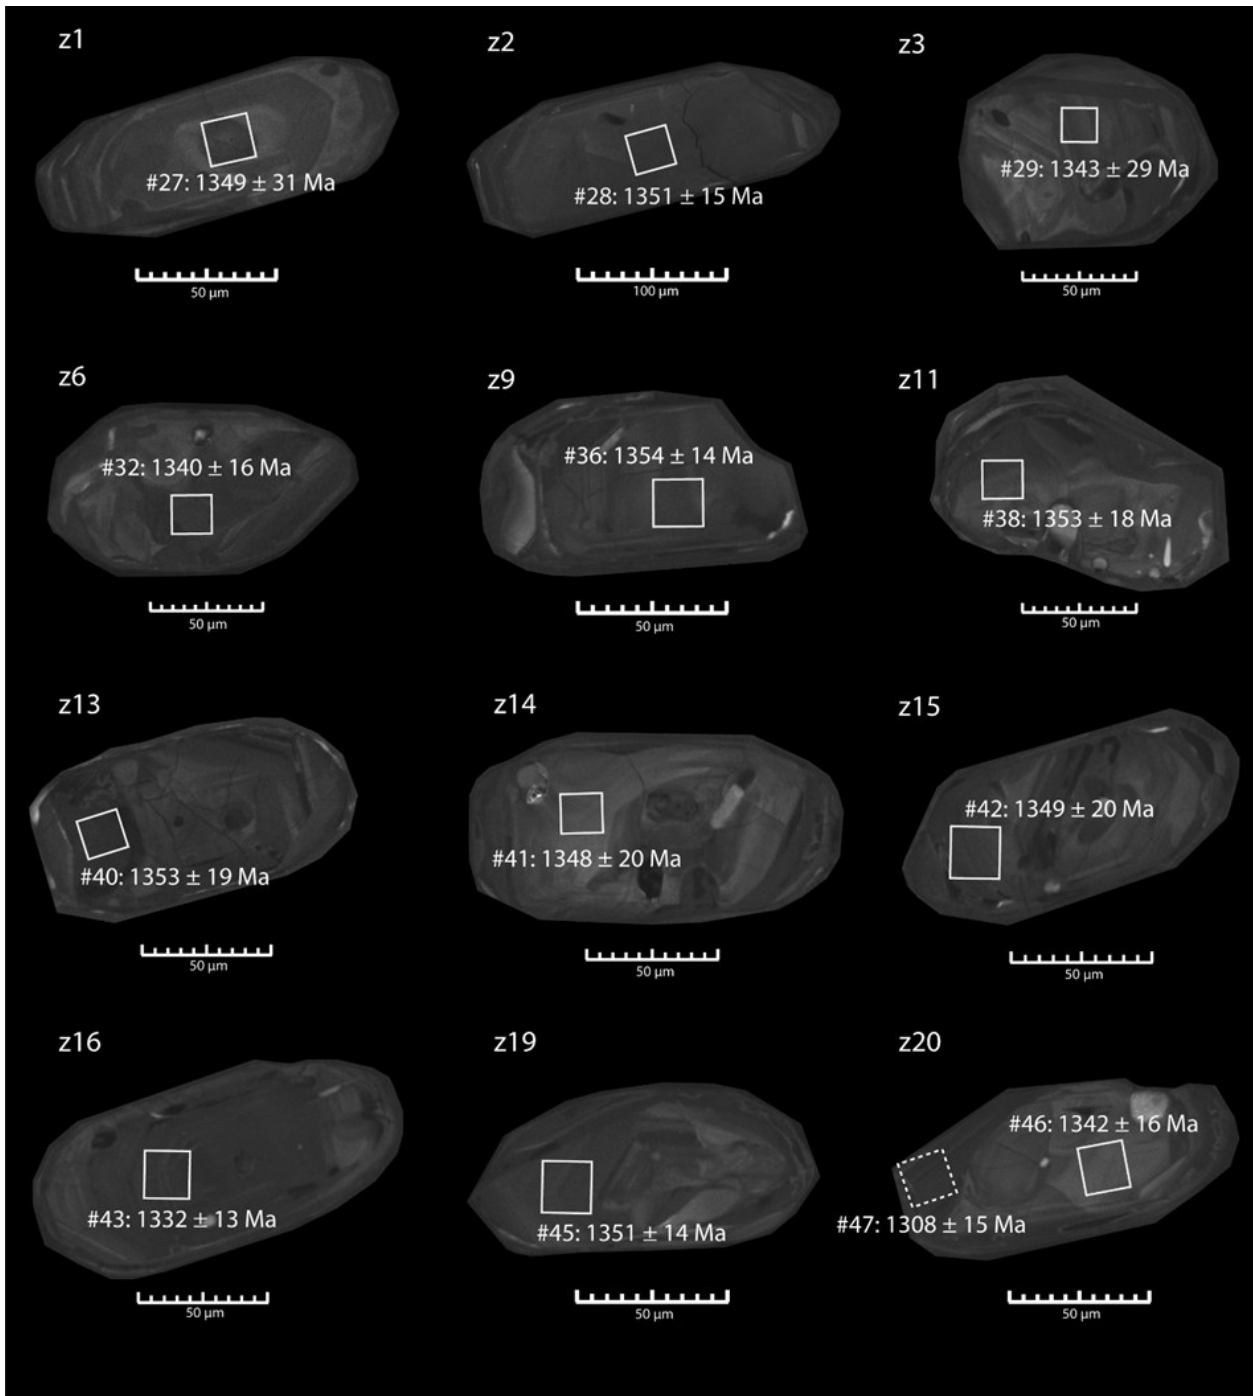 z1
z2
z3
#27: 1349 ± 31 Ma
#28: 1351 ± 15 Ma
#29: 1343 ± 29 Ma
50 µm
100 µm
50 µm
z6
z9
z11
#32: 1340 ± 16 Ma
#36: 1354 ± 14 Ma
#38: 1353 ± 18 Ma
50 µm
50 µm
50 µm
z13
z14
z15
#40: 1353 ± 19 Ma
#41: 1348 ± 20 Ma
#42: 1349 ± 20 Ma
50 µm
50 µm
50 µm
z16
z19
z20
#43: 1332 ± 13 Ma
#45: 1351 ± 14 Ma
#46: 1342 ± 16 Ma
#47: 1308 ± 15 Ma
50 µm
50 µm
50 µm